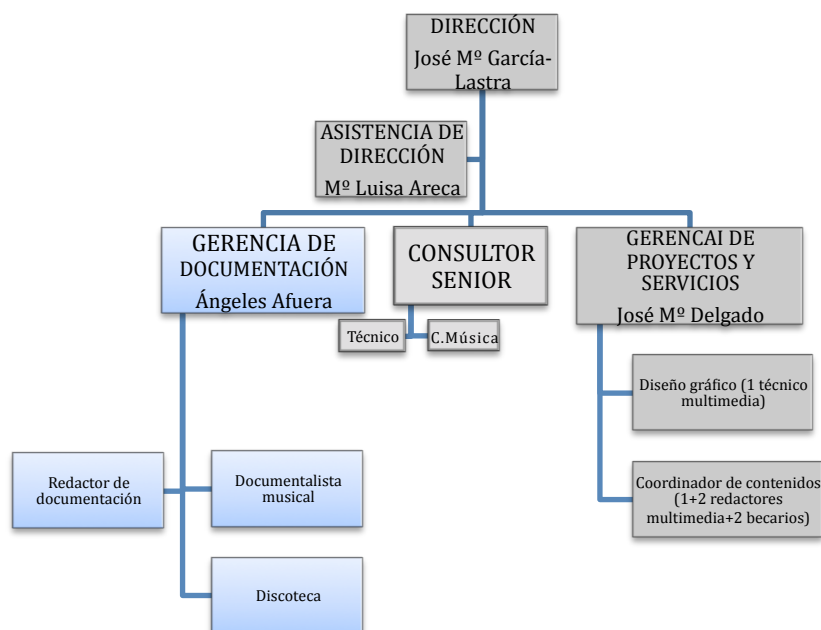 DIRECCIÓN
José Mº García-
Lastra
ASISTENCIA DE
DIRECCIÓN
Mº Luisa Areca
GERENCIA DE
DOCUMENTACIÓN
Ángeles Afuera
CONSULTOR
SENIOR
GERENCAI DE
PROYECTOS Y
SERVICIOS
José Mº Delgado
Técnico
C.Música
Diseño gráfico (1 técnico
multimedia)
Redactor de
documentación
Documentalista
musical
Coordinador de contenidos
(1+2 redactores
multimedia+2 becarios)
Discoteca